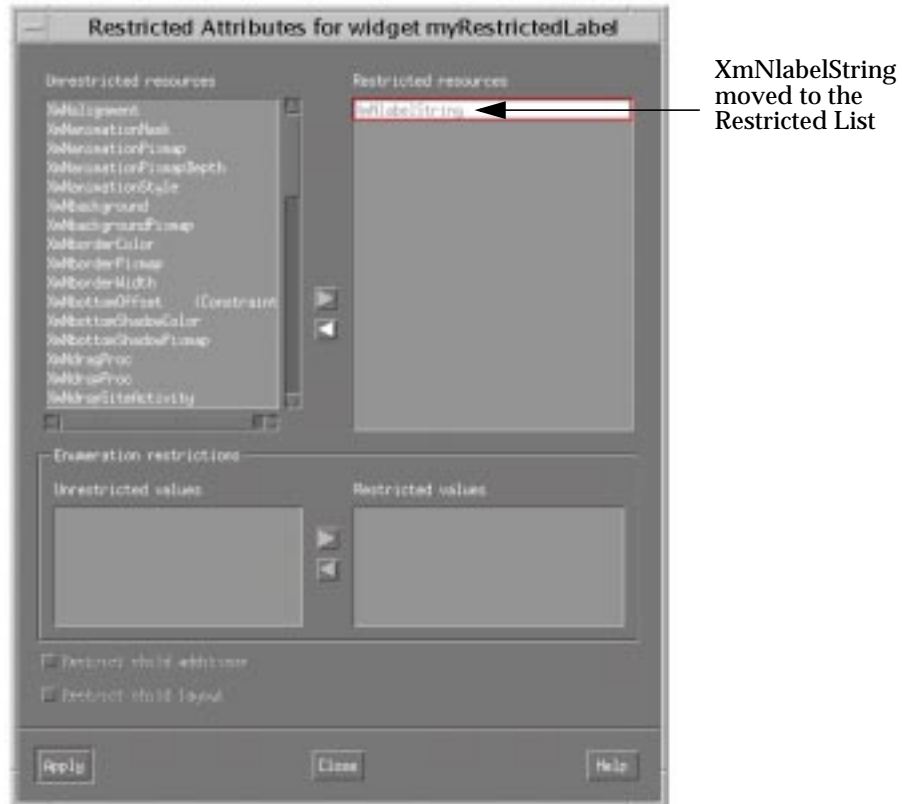 Restricted Attributes for widget myRestrictedLabel
Unrestricted resources
Restricted resources
XmNalignment
XmNanimationMask
XmNanimationPixmap
XmNanimationPixmapDepth
XmNanimationStyle
XmNbackground
XmNbackgroundPixmap
XmNborderColor
XmNborderPixmap
XmNborderWidth
XmNbottomOffset (Constraint
XmNbottomShadowColor
XmNbottomShadowPixmap
XmNdragProc
XmNdropProc
XmNdropSiteActivity
XmNlabelString
XmNlabelString
moved to the
Restricted List
Enumeration restrictions
Unrestricted values
Restricted values
Restrict child additions
Restrict child layout
Apply
Close
Help